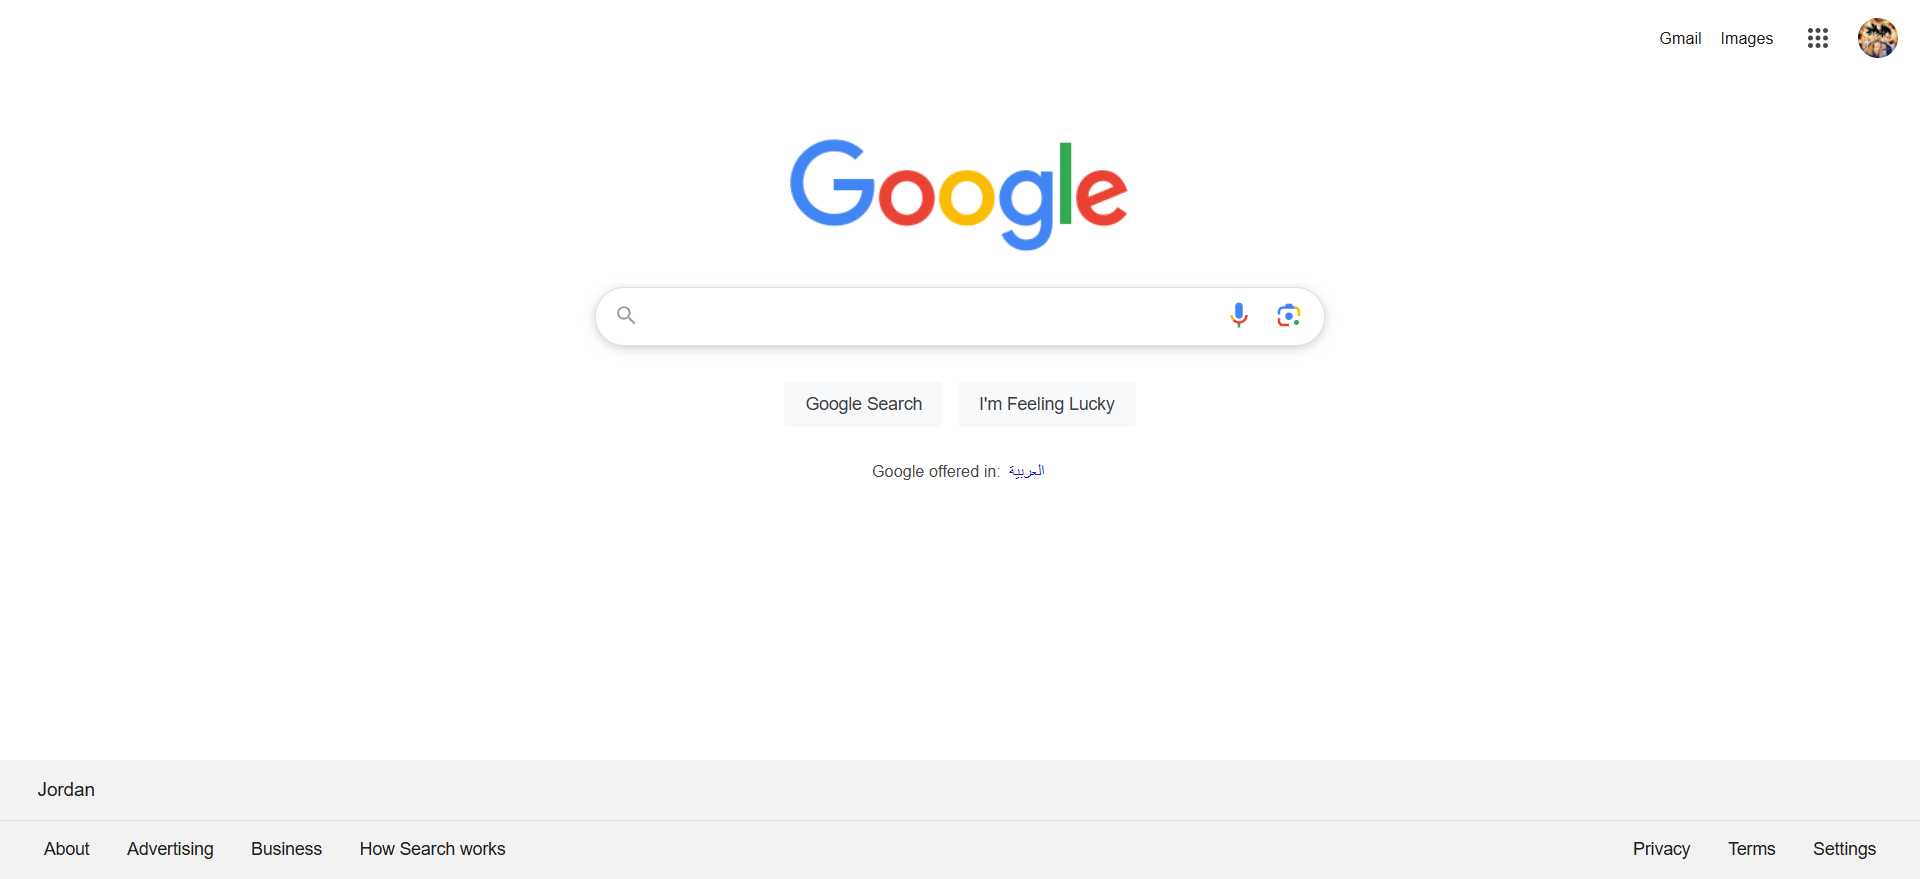 Gmail Images
Google
Google Search I'm Feeling Lucky
Google offered in: العربية
Jordan
About Advertising Business How Search works Privacy Terms Settings